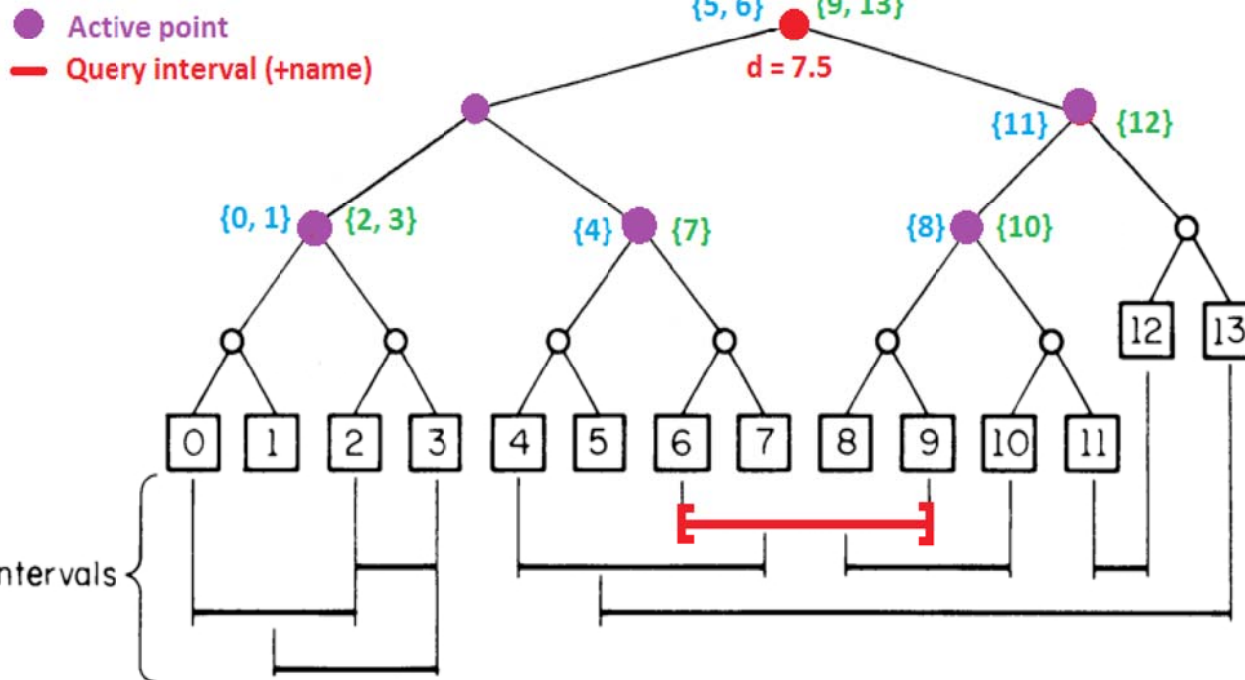 {5, 6} {9, 13}
Active point
Query interval (+name)
d = 7.5
{11} {12}
{0, 1} {2, 3} {4} {7} {8} {10}
12 13
0 1 2 3 4 5 6 7 8 9 10 11
ntervals